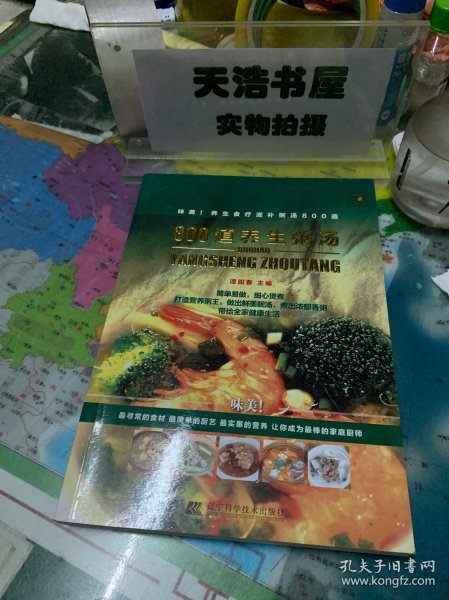 天浩书屋
实物拍摄
味美！养生食疗滋补粥汤800道
800道养生粥汤
YANGSHENG ZHOUTANG
谭阳春 主编
简单易做，细心煲煮
打造营养粥王，做出鲜美靓汤，煮出浓郁香粥
带给全家健康生活
味美！
最寻常的食材 最简单的厨艺 最实惠的营养 让你成为最棒的家庭厨师
辽宁科学技术出版社
孔夫子旧书网
www.kongfz.com